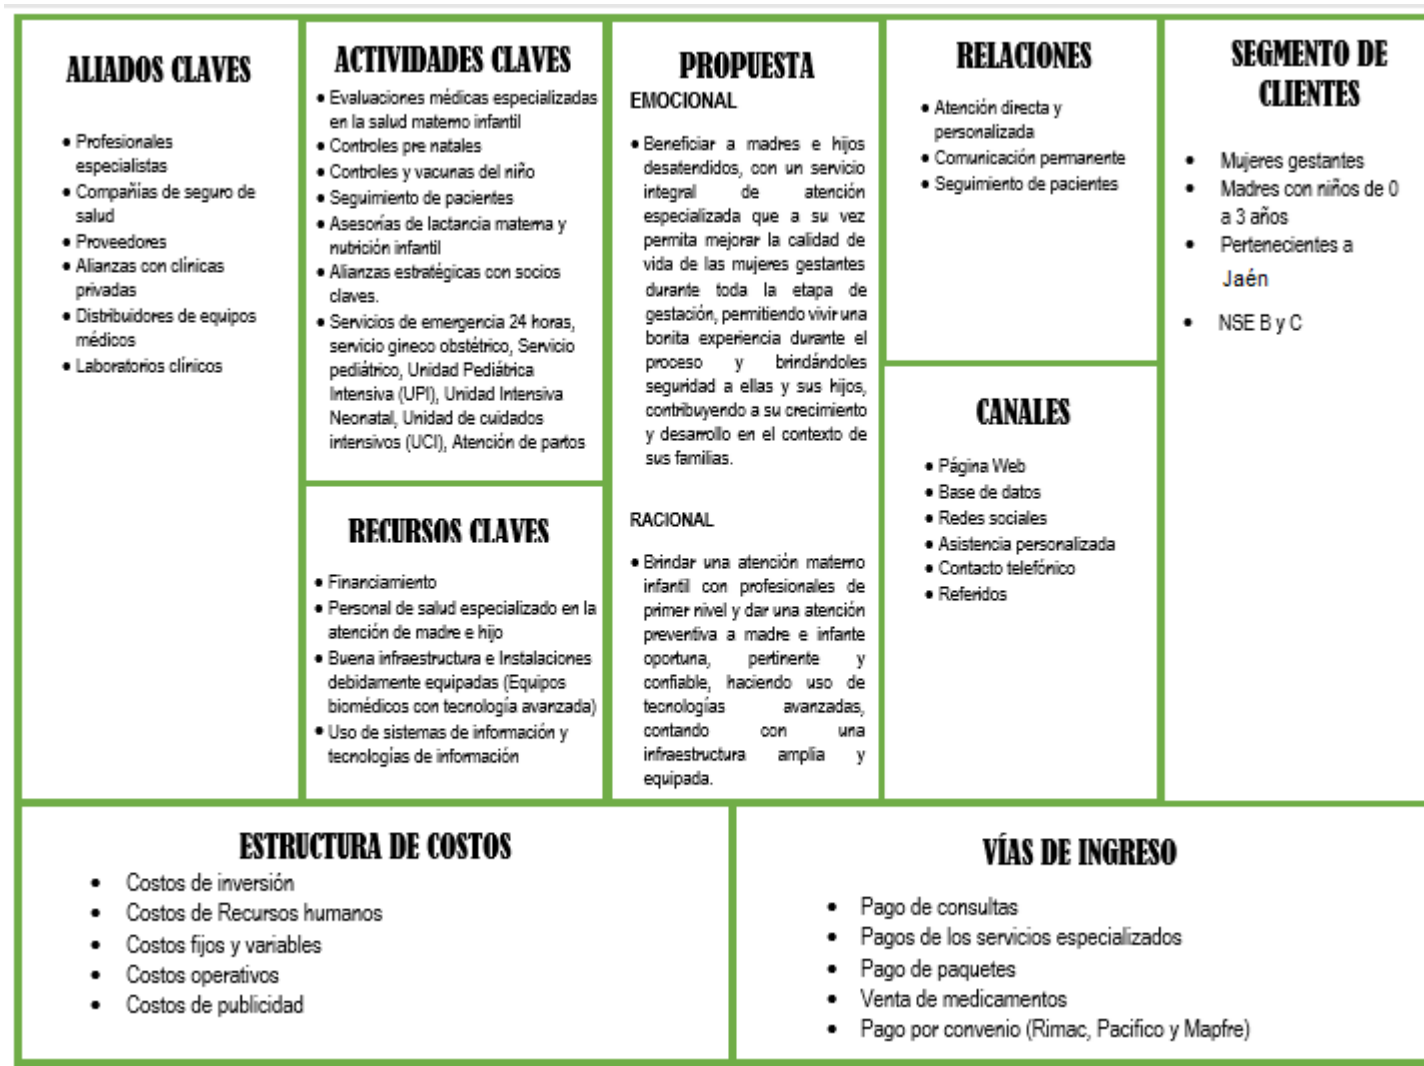 ALIADOS CLAVES
• Profesionales
especialistas
• Compañías de seguro de
salud
• Proveedores
• Alianzas con clínicas
privadas
• Distribuidores de equipos
médicos
• Laboratorios clínicos
ACTIVIDADES CLAVES
• Evaluaciones médicas especializadas
en la salud materno infantil
• Controles pre natales
• Controles y vacunas del niño
• Seguimiento de pacientes
• Asesorías de lactancia materna y
nutrición infantil
• Alianzas estratégicas con socios
claves.
• Servicios de emergencia 24 horas,
servicio gineco obstétrico, Servicio
pediátrico, Unidad Pediátrica
Intensiva (UPI), Unidad Intensiva
Neonatal, Unidad de cuidados
intensivos (UCI), Atención de partos
RECURSOS CLAVES
• Financiamiento
• Personal de salud especializado en la
atención de madre e hijo
• Buena infraestructura e Instalaciones
debidamente equipadas (Equipos
biomédicos con tecnología avanzada)
• Uso de sistemas de información y
tecnologías de información
PROPUESTA
EMOCIONAL
• Beneficiar a madres e hijos
desatendidos, con un servicio
integral de atención
especializada que a su vez
permita mejorar la calidad de
vida de las mujeres gestantes
durante toda la etapa de
gestación, permitiendo vivir una
bonita experiencia durante el
proceso y brindándoles
seguridad a ellas y sus hijos,
contribuyendo a su crecimiento
y desarrollo en el contexto de
sus familias.
RACIONAL
• Brindar una atención materno
infantil con profesionales de
primer nivel y dar una atención
preventiva a madre e infante
oportuna, pertinente y
confiable, haciendo uso de
tecnologías avanzadas,
contando con una
infraestructura amplia y
equipada.
RELACIONES
• Atención directa y
personalizada
• Comunicación permanente
• Seguimiento de pacientes
CANALES
• Página Web
• Base de datos
• Redes sociales
• Asistencia personalizada
• Contacto telefónico
• Referidos
SEGMENTO DE
CLIENTES
• Mujeres gestantes
• Madres con niños de 0
a 3 años
• Pertenecientes a
Jaén
• NSE B y C
ESTRUCTURA DE COSTOS
• Costos de inversión
• Costos de Recursos humanos
• Costos fijos y variables
• Costos operativos
• Costos de publicidad
VÍAS DE INGRESO
• Pago de consultas
• Pagos de los servicios especializados
• Pago de paquetes
• Venta de medicamentos
• Pago por convenio (Rimac, Pacifico y Mapfre)